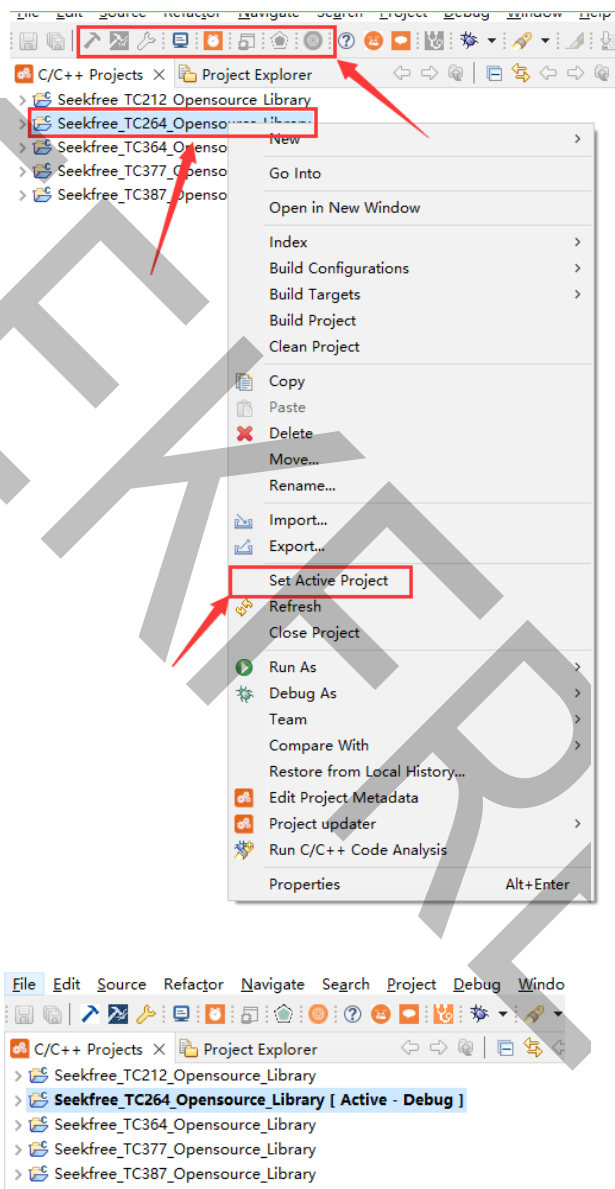 File Edit Source Refactor Navigate Search Project Debug Window Help
C/C++ Projects Project Explorer
Seekfree_TC212_Opensource_Library
Seekfree_TC264_Opensource_Library
Seekfree_TC364_Openso
Seekfree_TC377_Openso
Seekfree_TC387_Openso
New
Go Into
Open in New Window
Index
Build Configurations
Build Targets
Build Project
Clean Project
Copy
Paste
Delete
Move...
Rename...
Import...
Export...
Set Active Project
Refresh
Close Project
Run As
Debug As
Team
Compare With
Restore from Local History...
Edit Project Metadata
Project updater
Run C/C++ Code Analysis
Properties Alt+Enter
File Edit Source Refactor Navigate Search Project Debug Windo
C/C++ Projects Project Explorer
Seekfree_TC212_Opensource_Library
Seekfree_TC264_Opensource_Library [ Active - Debug ]
Seekfree_TC364_Opensource_Library
Seekfree_TC377_Opensource_Library
Seekfree_TC387_Opensource_Library